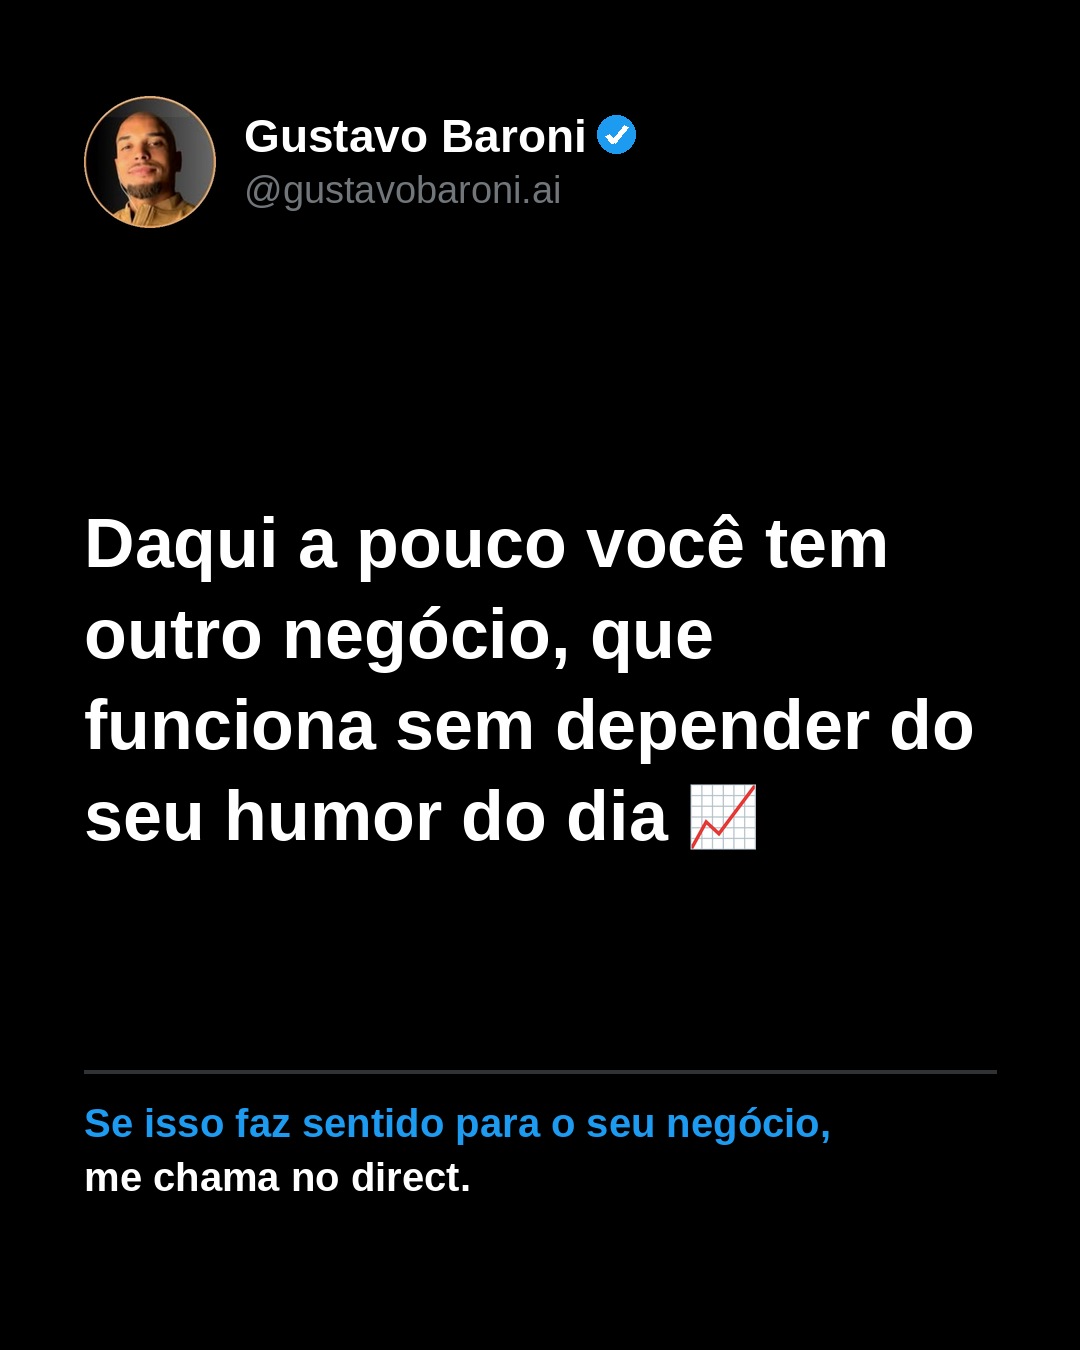 Gustavo Baroni
@gustavobaroni.ai
Daqui a pouco você tem
outro negócio, que
funciona sem depender do
seu humor do dia 📈
Se isso faz sentido para o seu negócio,
me chama no direct.